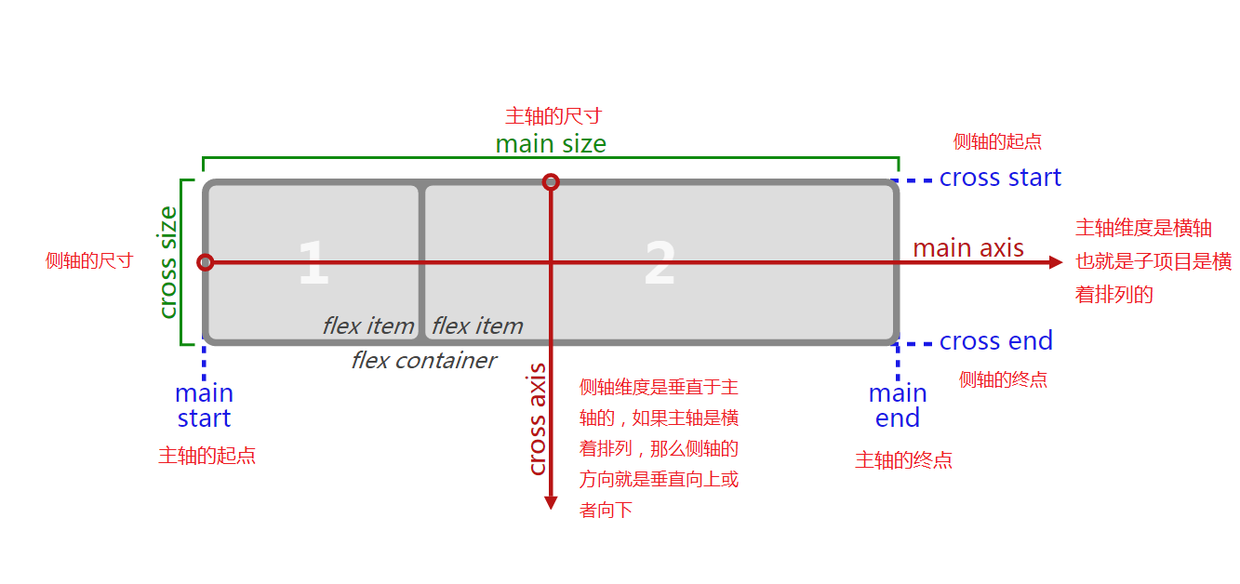 主轴的尺寸
main size
侧轴的起点
cross start
侧轴的尺寸
cross size
1
2
main axis
主轴维度是横轴
也就是子项目是横
着排列的
flex item
flex item
flex container
cross end
侧轴的终点
main
start
主轴的起点
cross axis
侧轴维度是垂直于主
轴的，如果主轴是横
着排列，那么侧轴的
方向就是垂直向上或
者向下
main
end
主轴的终点